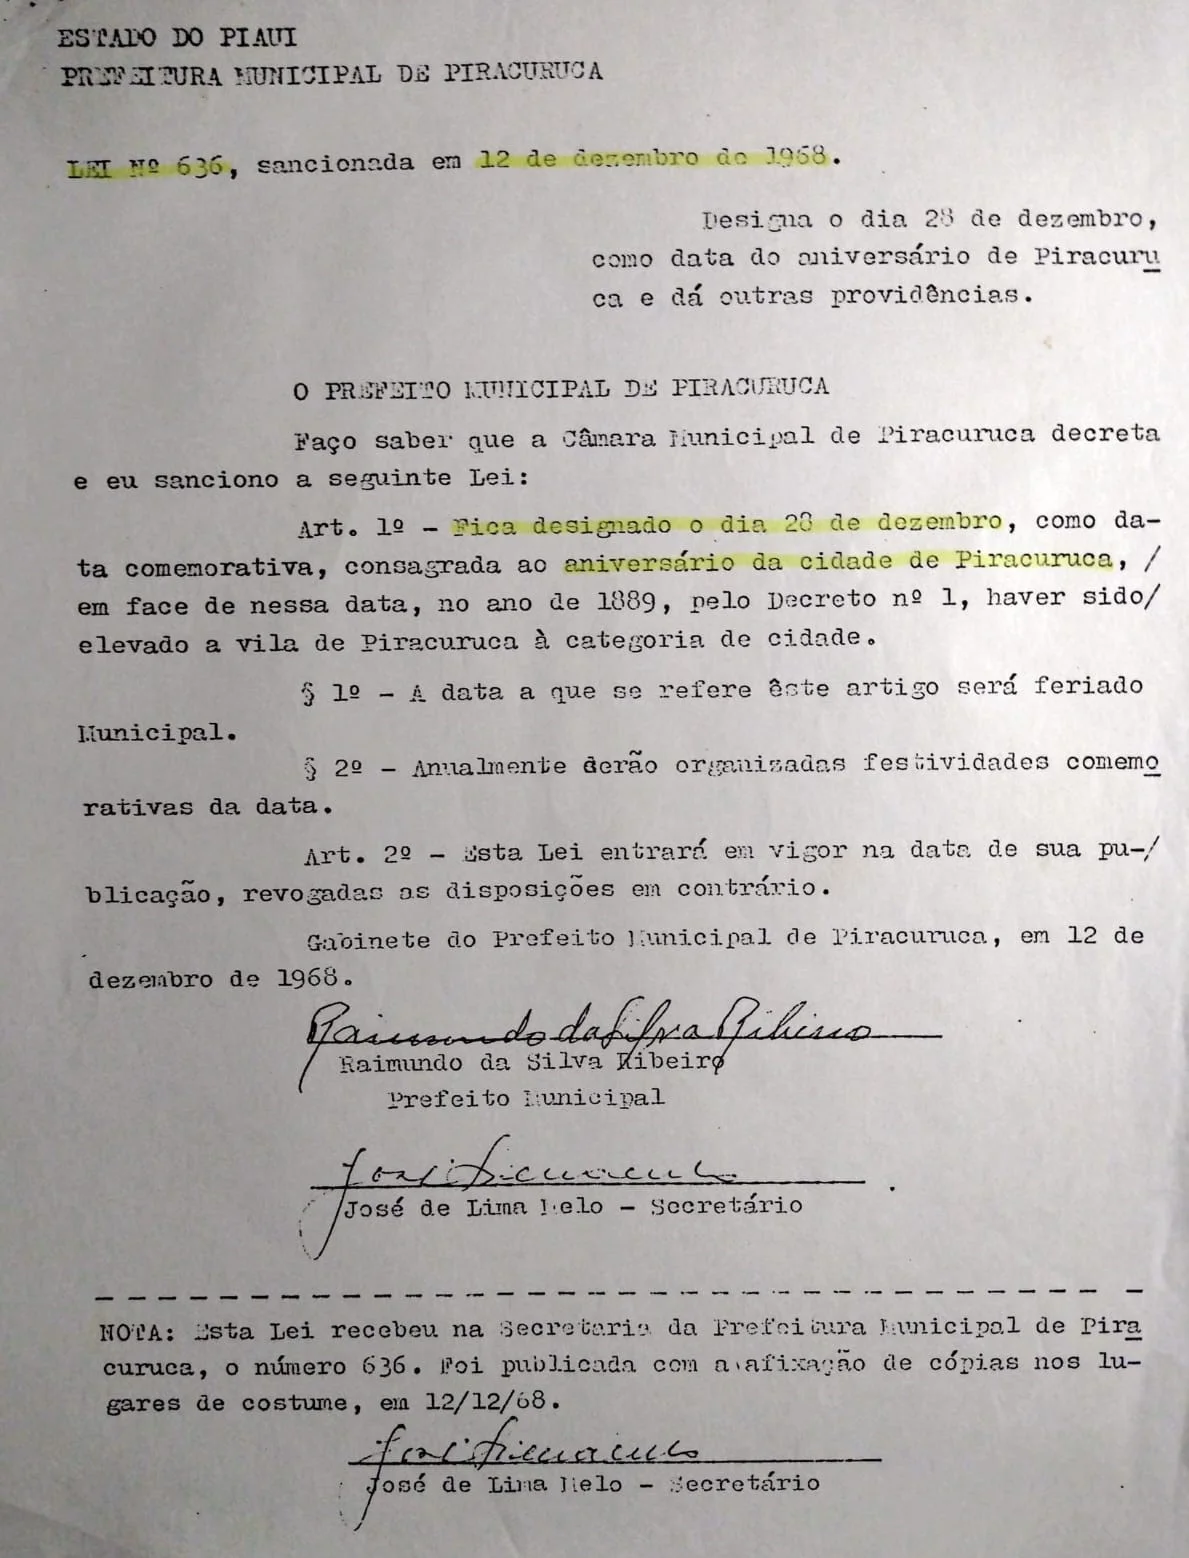 ESTADO DO PIAUI
PREFEITURA MUNICIPAL DE PIRACURUCA
LEI Nº 636, sancionada em 12 de dezembro de 1968.
Designa o dia 28 de dezembro,
como data do aniversário de Piracuru
ca e dá outras providências.
O PREFEITO MUNICIPAL DE PIRACURUCA
Faço saber que a Câmara Municipal de Piracuruca decreta
e eu sanciono a seguinte Lei:
Art. 1º - Fica designado o dia 28 de dezembro, como da-
ta comemorativa, consagrada ao aniversário da cidade de Piracuruca, /
em face de nessa data, no ano de 1889, pelo Decreto nº 1, haver sido/
elevado a vila de Piracuruca à categoria de cidade.
§ 1º - A data a que se refere êste artigo será feriado
Municipal.
§ 2º - Anualmente serão organizadas festividades comemo
rativas da data.
Art. 2º - Esta Lei entrará em vigor na data de sua pu-/
blicação, revogadas as disposições em contrário.
Gabinete do Prefeito Municipal de Piracuruca, em 12 de
dezembro de 1968.
Raimundo da Silva Ribeiro
Raimundo da Silva Ribeiro
Prefeito Municipal
José de Lima Melo - Secretário
NOTA: Esta Lei recebeu na Secretaria da Prefeitura Municipal de Pira
curuca, o número 636. Foi publicada com a afixação de cópias nos lu-
gares de costume, em 12/12/68.
José de Lima Melo - Secretário